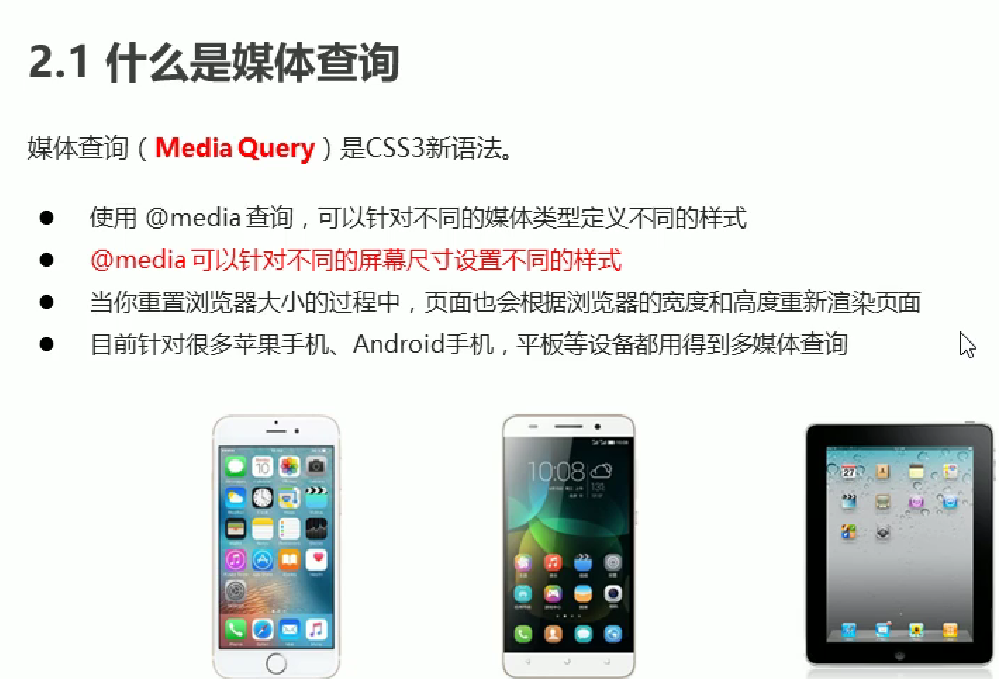 2.1 什么是媒体查询
媒体查询（Media Query）是CSS3新语法。
使用 @media 查询，可以针对不同的媒体类型定义不同的样式
@media 可以针对不同的屏幕尺寸设置不同的样式
当你重置浏览器大小的过程中，页面也会根据浏览器的宽度和高度重新渲染页面
目前针对很多苹果手机、Android手机，平板等设备都用得到多媒体查询
10:08
10
27